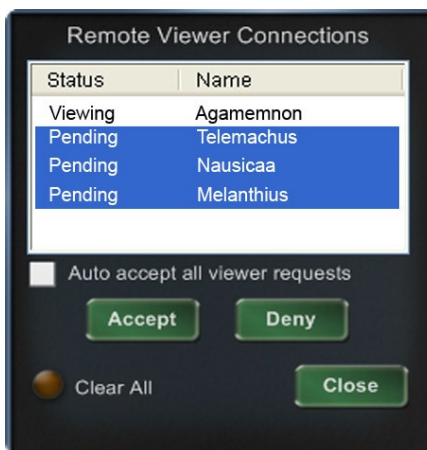 Remote Viewer Connections
Status Name
Viewing Agamemnon
Pending Telemachus
Pending Nausicaa
Pending Melanthius
Auto accept all viewer requests
Accept Deny
Clear All Close